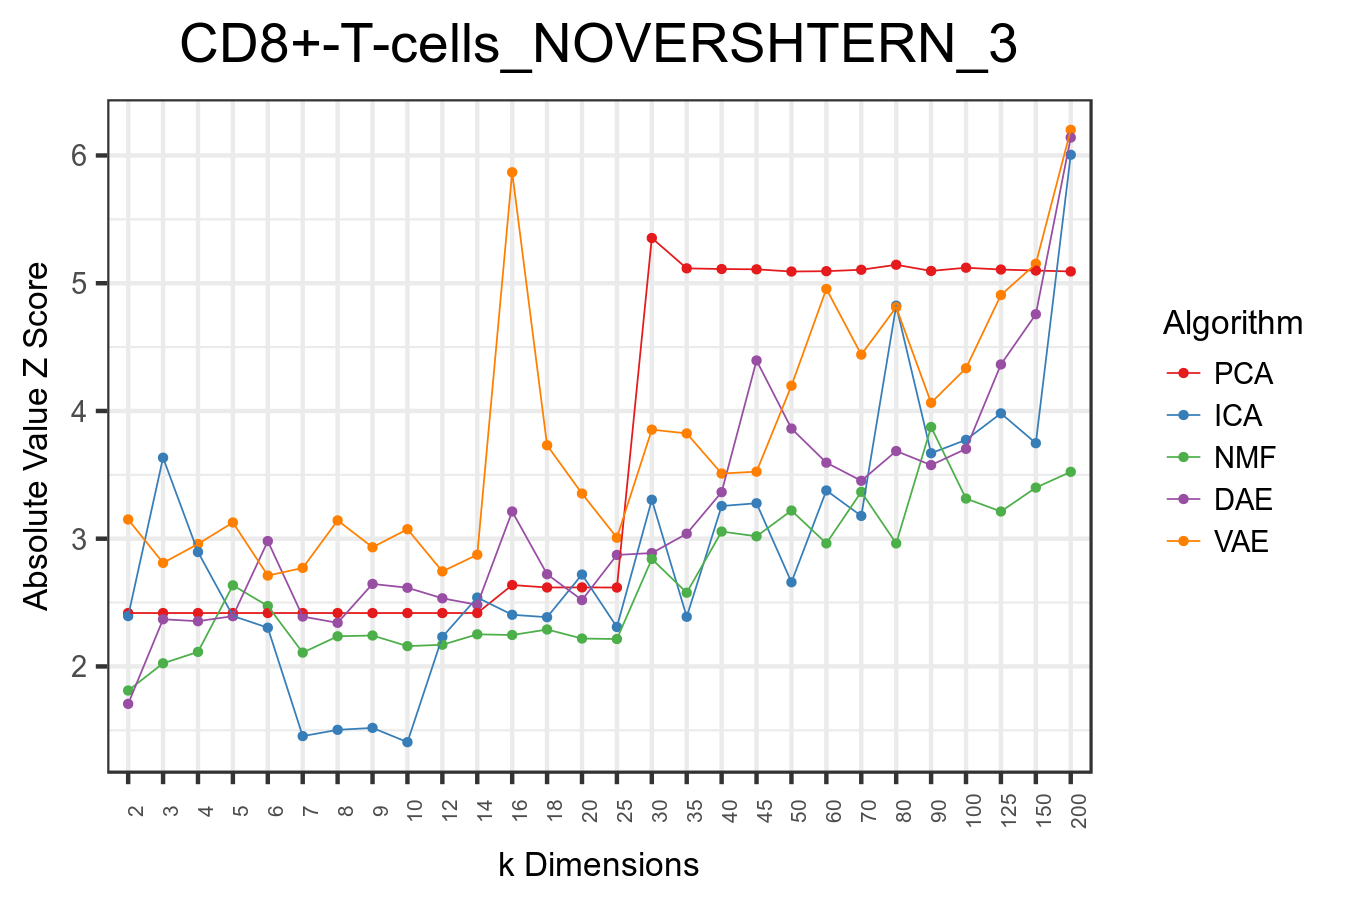 CD8+-T-cells_NOVERSHTERN_3
Absolute Value Z Score
6
5
4
3
2
2 3 4 5 6 7 8 9 10 12 14 16 18 20 25 30 35 40 45 50 60 70 80 90 100 125 150 200
k Dimensions
Algorithm
PCA
ICA
NMF
DAE
VAE